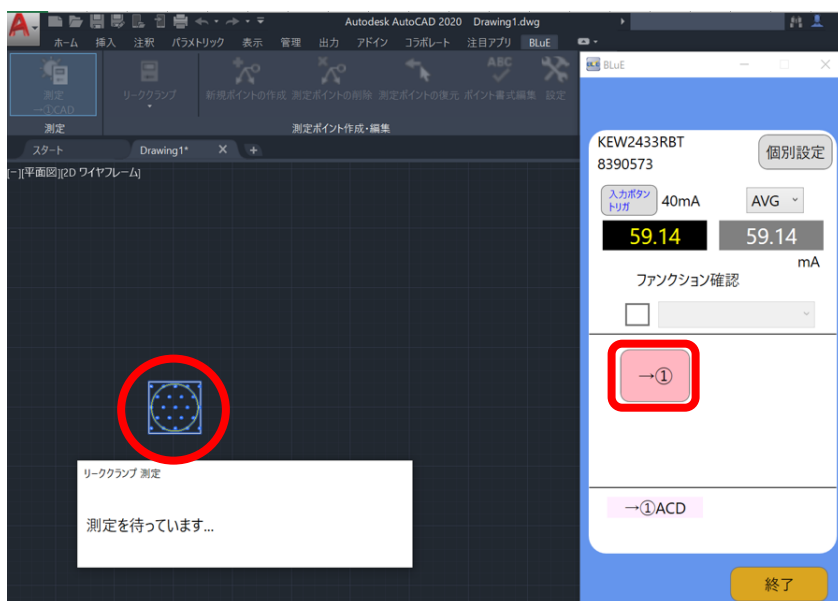 Autodesk AutoCAD 2020 Drawing1.dwg
ホーム 挿入 注釈 パラメトリック 表示 管理 出力 アドイン コラボレート 注目アプリ BLuE
測定
→①CAD
リーククランプ
新規ポイントの作成
測定ポイントの削除
測定ポイントの復元
ABC
ポイント書式編集
設定
測定
測定ポイント作成・編集
スタート
Drawing1*
[−][平面図][2D ワイヤフレーム]
リーククランプ 測定
測定を待っています...
BLuE
KEW2433RBT
8390573
個別設定
入力ボタン
トリガ
40mA
AVG
59.14
59.14
mA
ファンクション確認
→①
→①ACD
終了